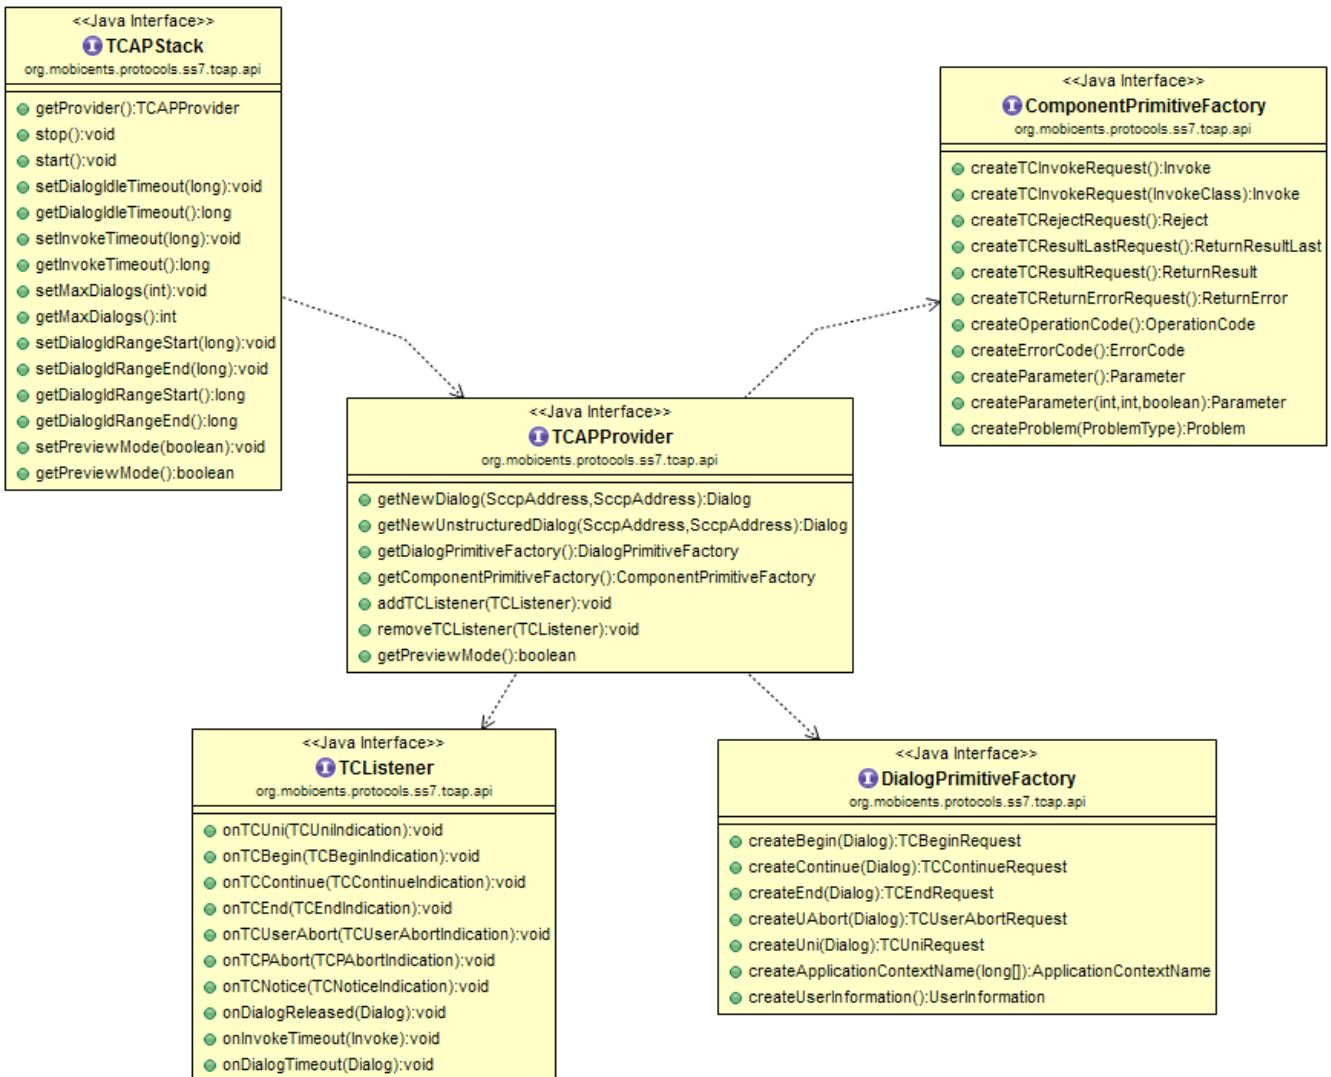 <<Java Interface>>
TCAPStack
org.mobicents.protocols.ss7.tcap.api
getProvider():TCAPProvider
stop():void
start():void
setDialogIdleTimeout(long):void
getDialogIdleTimeout():long
setInvokeTimeout(long):void
getInvokeTimeout():long
setMaxDialogs(int):void
getMaxDialogs():int
setDialogIdRangeStart(long):void
setDialogIdRangeEnd(long):void
getDialogIdRangeStart():long
getDialogIdRangeEnd():long
setPreviewMode(boolean):void
getPreviewMode():boolean
<<Java Interface>>
ComponentPrimitiveFactory
org.mobicents.protocols.ss7.tcap.api
createTCInvokeRequest():Invoke
createTCInvokeRequest(InvokeClass):Invoke
createTCRejectRequest():Reject
createTCResultLastRequest():ReturnResultLast
createTCResultRequest():ReturnResult
createTCReturnErrorRequest():ReturnError
createOperationCode():OperationCode
createErrorCode():ErrorCode
createParameter():Parameter
createParameter(int,int,boolean):Parameter
createProblem(ProblemType):Problem
<<Java Interface>>
TCAPProvider
org.mobicents.protocols.ss7.tcap.api
getNewDialog(SccpAddress,SccpAddress):Dialog
getNewUnstructuredDialog(SccpAddress,SccpAddress):Dialog
getDialogPrimitiveFactory():DialogPrimitiveFactory
getComponentPrimitiveFactory():ComponentPrimitiveFactory
addTCListener(TCListener):void
removeTCListener(TCListener):void
getPreviewMode():boolean
<<Java Interface>>
TCListener
org.mobicents.protocols.ss7.tcap.api
onTCUni(TCUniIndication):void
onTCBegin(TCBeginIndication):void
onTCContinue(TCContinueIndication):void
onTCEnd(TCEndIndication):void
onTCUserAbort(TCUserAbortIndication):void
onTCPAbort(TCPAbortIndication):void
onTCNotice(TCNoticeIndication):void
onDialogReleased(Dialog):void
onInvokeTimeout(Invoke):void
onDialogTimeout(Dialog):void
<<Java Interface>>
DialogPrimitiveFactory
org.mobicents.protocols.ss7.tcap.api
createBegin(Dialog):TCBeginRequest
createContinue(Dialog):TCContinueRequest
createEnd(Dialog):TCEndRequest
createUAbort(Dialog):TCUserAbortRequest
createUni(Dialog):TCUniRequest
createApplicationContextName(long[]):ApplicationContextName
createUserInformation():UserInformation